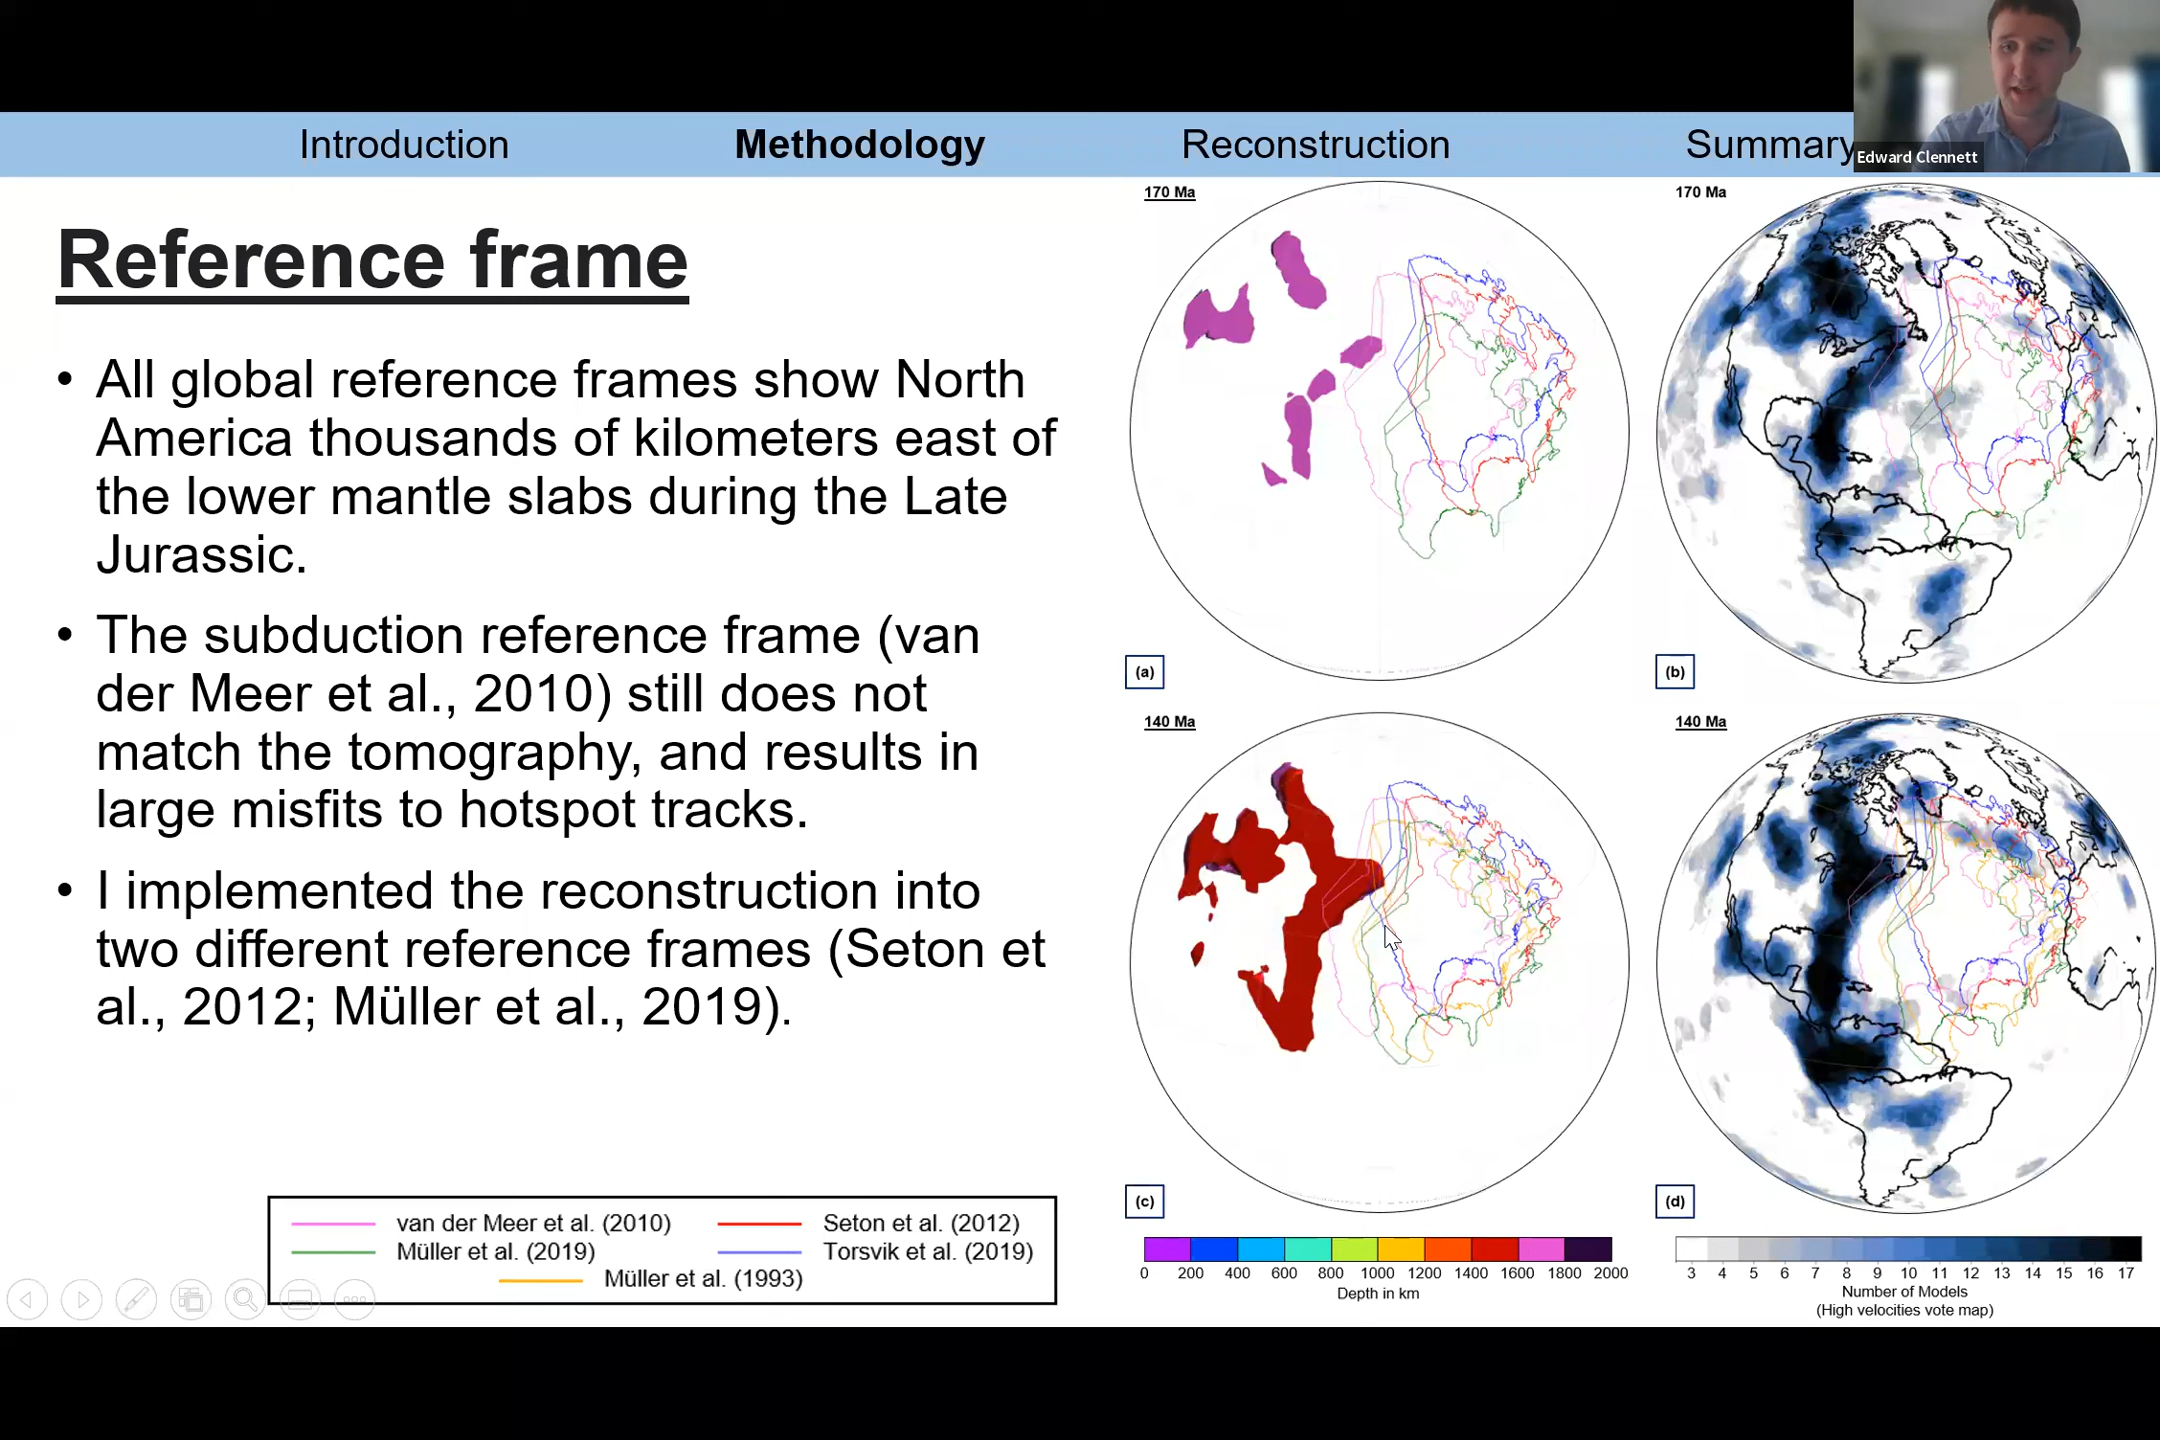 Introduction
Methodology
Reconstruction
Summary
Edward Clennett
Reference frame
• All global reference frames show North
America thousands of kilometers east of
the lower mantle slabs during the Late
Jurassic.
• The subduction reference frame (van
der Meer et al., 2010) still does not
match the tomography, and results in
large misfits to hotspot tracks.
• I implemented the reconstruction into
two different reference frames (Seton et
al., 2012; Müller et al., 2019).
van der Meer et al. (2010)
Seton et al. (2012)
Müller et al. (2019)
Torsvik et al. (2019)
Müller et al. (1993)
170 Ma
(a)
170 Ma
(b)
140 Ma
(c)
140 Ma
(d)
0 200 400 600 800 1000 1200 1400 1600 1800 2000
Depth in km
3 4 5 6 7 8 9 10 11 12 13 14 15 16 17
Number of Models
(High velocities vote map)